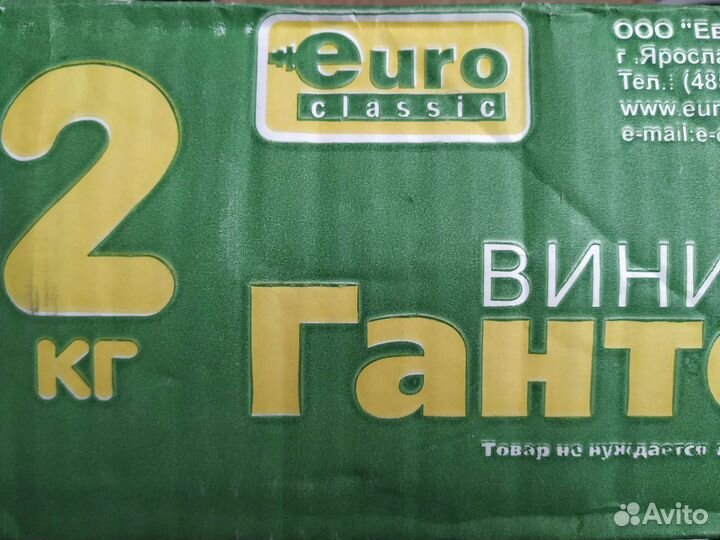 2
кг
euro
classic
ООО "Ев
г .Яросла
Тел.: (48
www.eur
e-mail:e-
ВИНИ
Ганте
Товар не нуждается
Avito